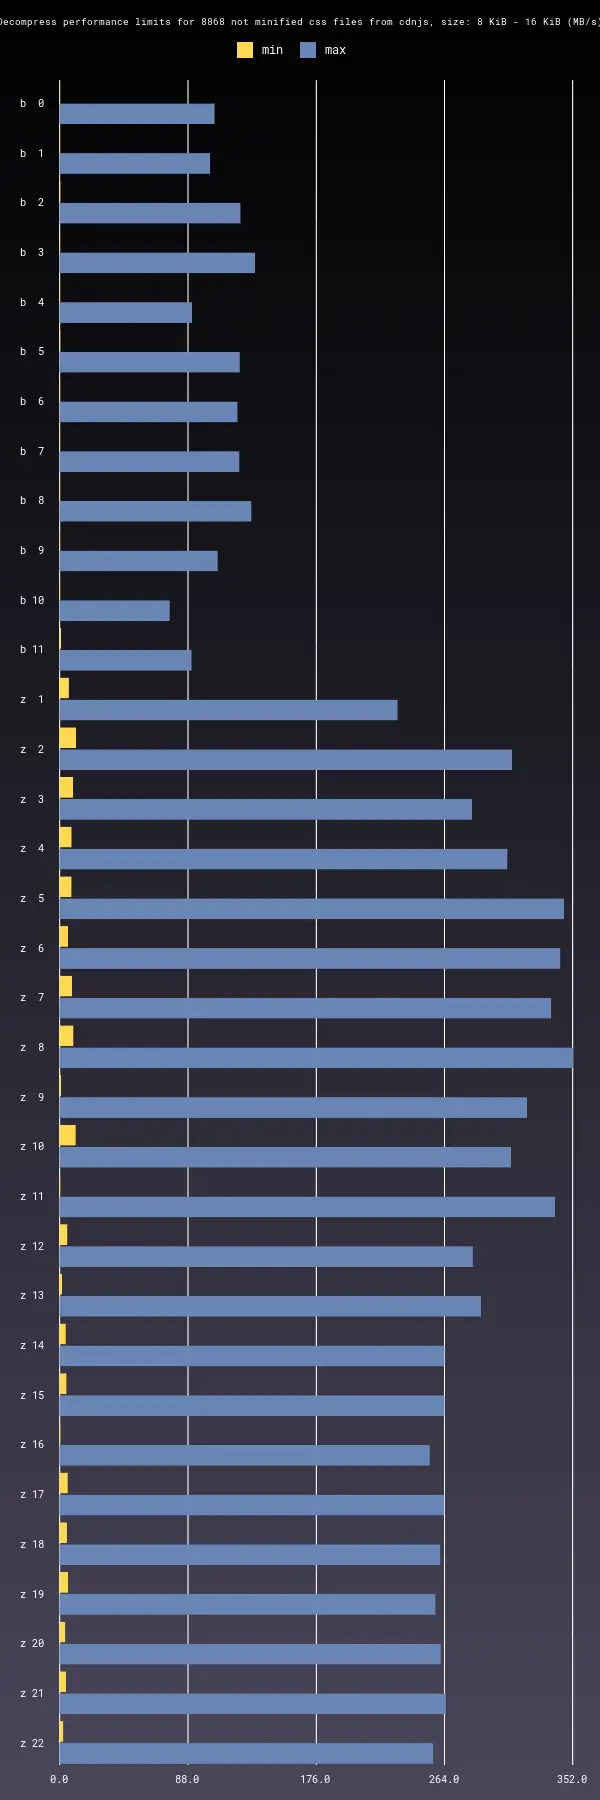 Decompress performance limits for 8868 not minified css files from cdnjs, size: 8 KiB - 16 KiB (MB/s)
min max
b 0
b 1
b 2
b 3
b 4
b 5
b 6
b 7
b 8
b 9
b 10
b 11
z 1
z 2
z 3
z 4
z 5
z 6
z 7
z 8
z 9
z 10
z 11
z 12
z 13
z 14
z 15
z 16
z 17
z 18
z 19
z 20
z 21
z 22
0.0 88.0 176.0 264.0 352.0